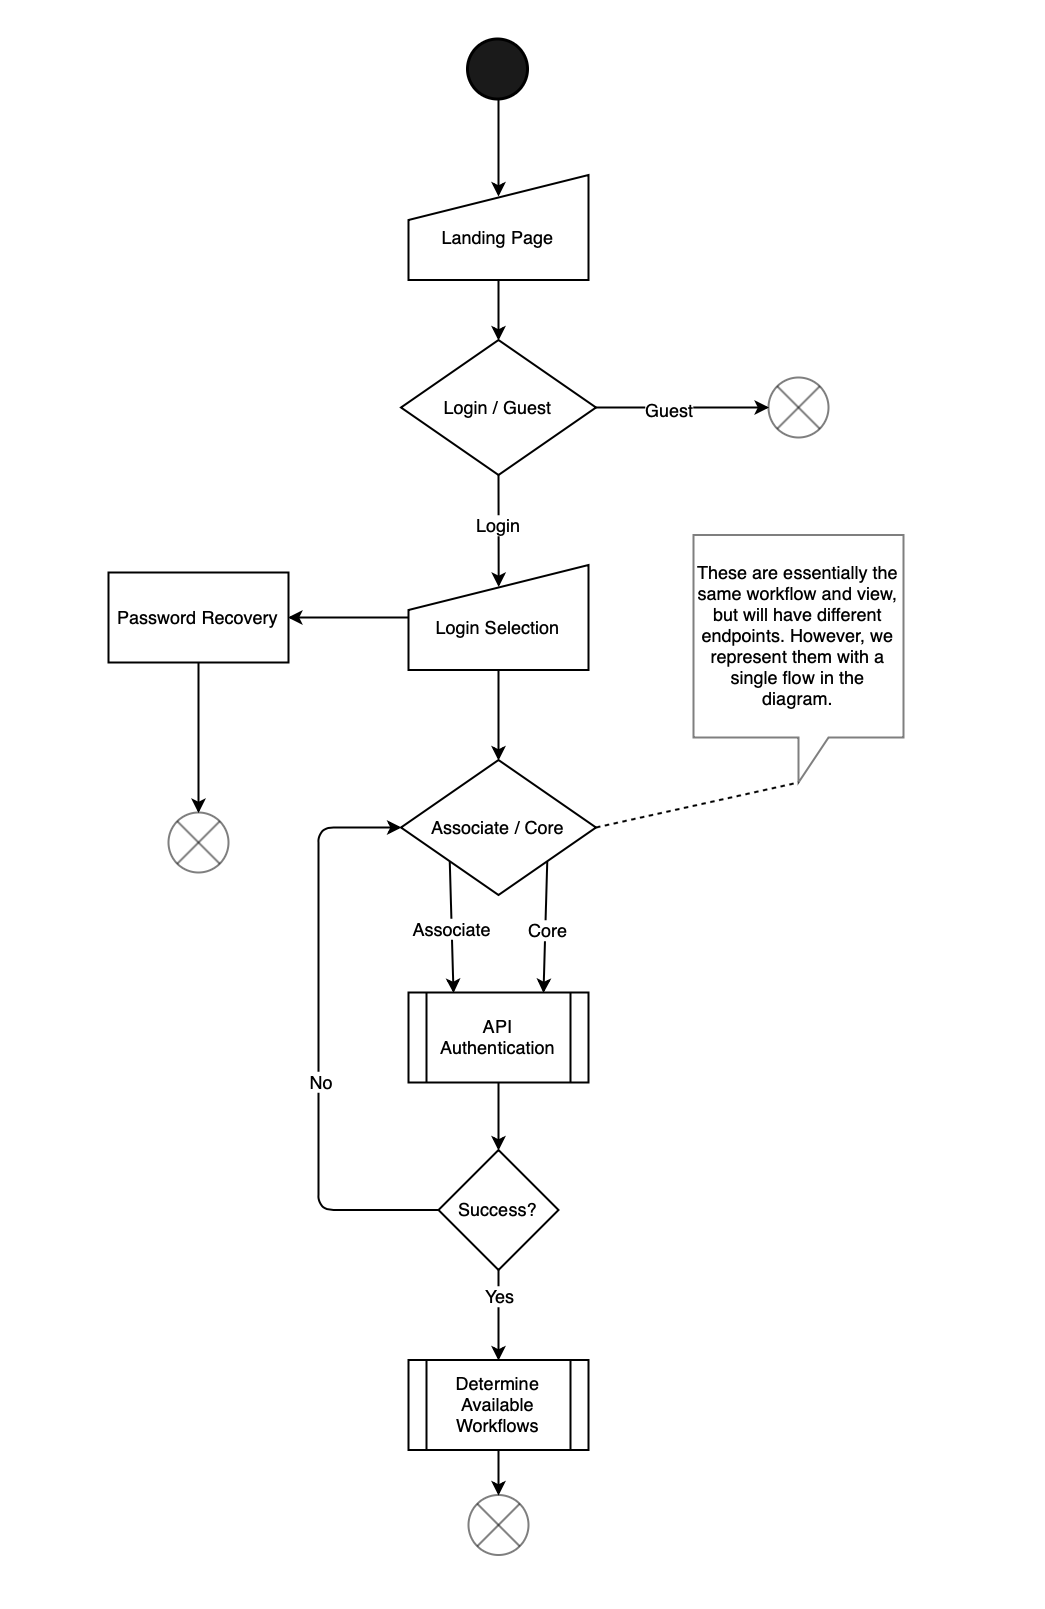 Landing Page
Login / Guest
Guest
Login
Password Recovery
Login Selection
These are essentially the
same workflow and view,
but will have different
endpoints. However, we
represent them with a
single flow in the
diagram.
Associate / Core
Associate
Core
API
Authentication
No
Success?
Yes
Determine
Available
Workflows